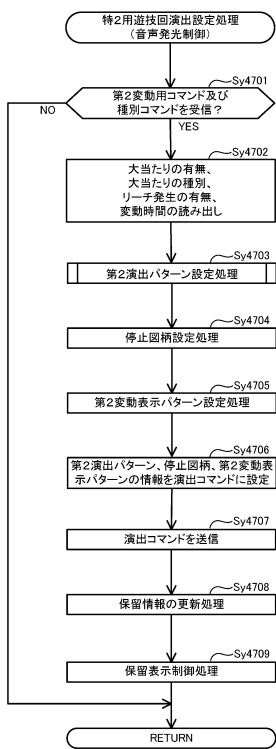 特２用遊技回演出設定処理
（音声発光制御）
Sy4701
第２変動用コマンド及び
種別コマンドを受信？
NO
YES
Sy4702
大当たりの有無、
大当たりの種別、
リーチ発生の有無、
変動時間の読み出し
Sy4703
第２演出パターン設定処理
Sy4704
停止図柄設定処理
Sy4705
第２変動表示パターン設定処理
Sy4706
第２演出パターン、停止図柄、第２変動表
示パターンの情報を演出コマンドに設定
Sy4707
演出コマンドを送信
Sy4708
保留情報の更新処理
Sy4709
保留表示制御処理
RETURN